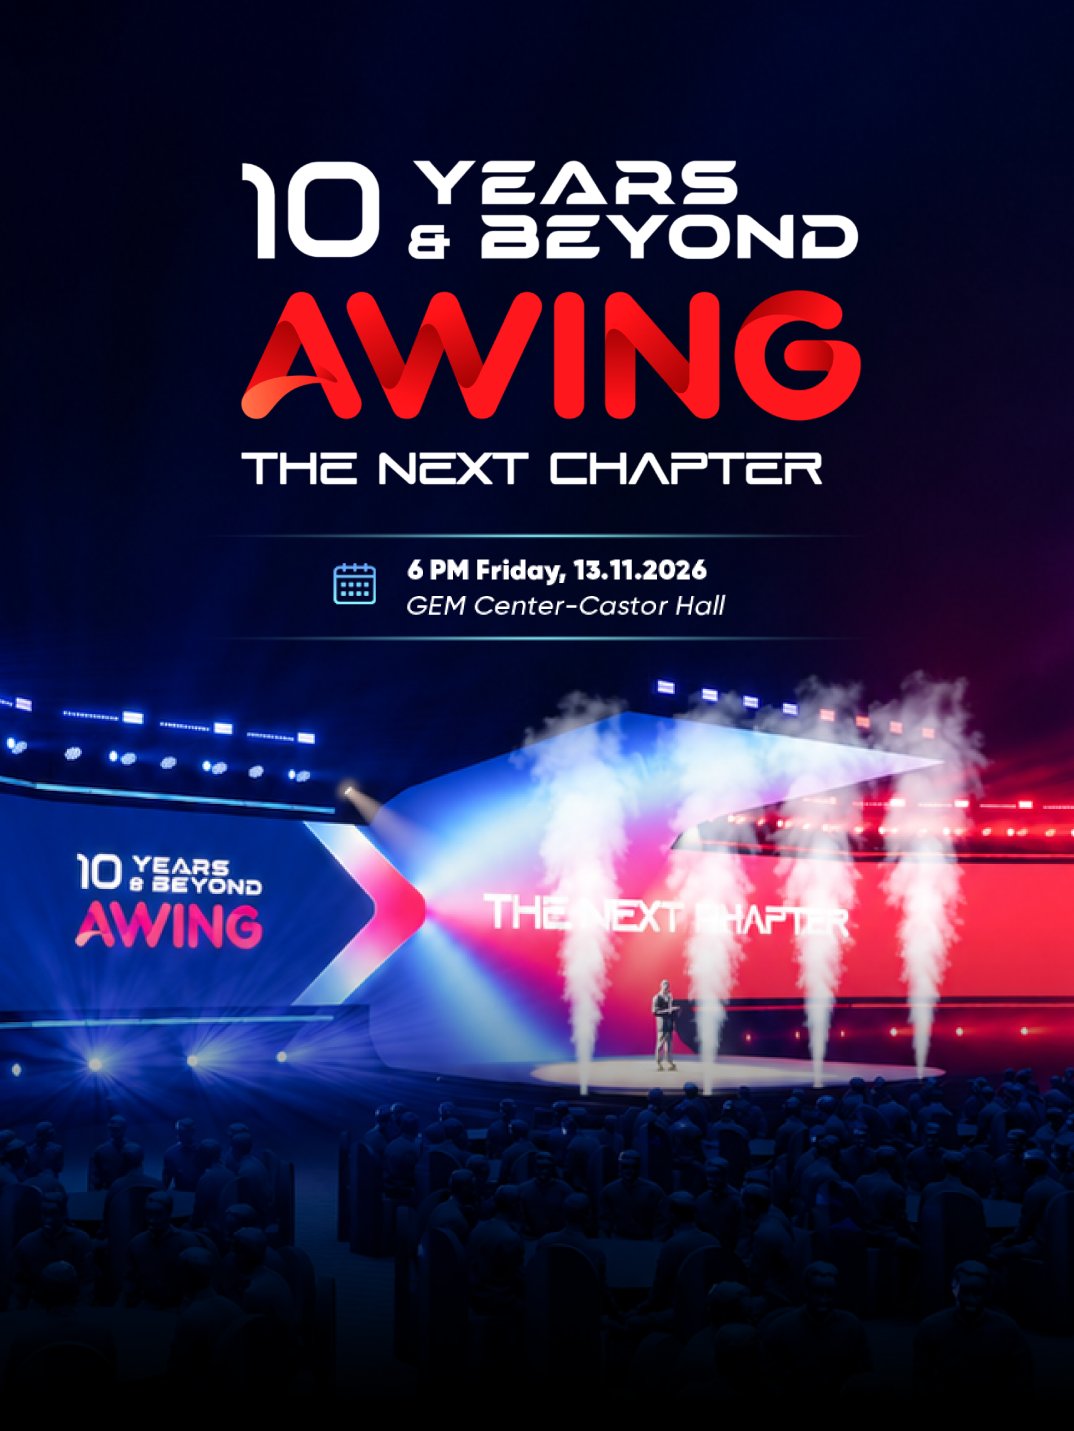 10 YEARS
& BEYOND
AWING
THE NEXT CHAPTER
6 PM Friday, 13.11.2026
GEM Center-Castor Hall
10 YEARS
& BEYOND
AWING
THE NEXT CHAPTER